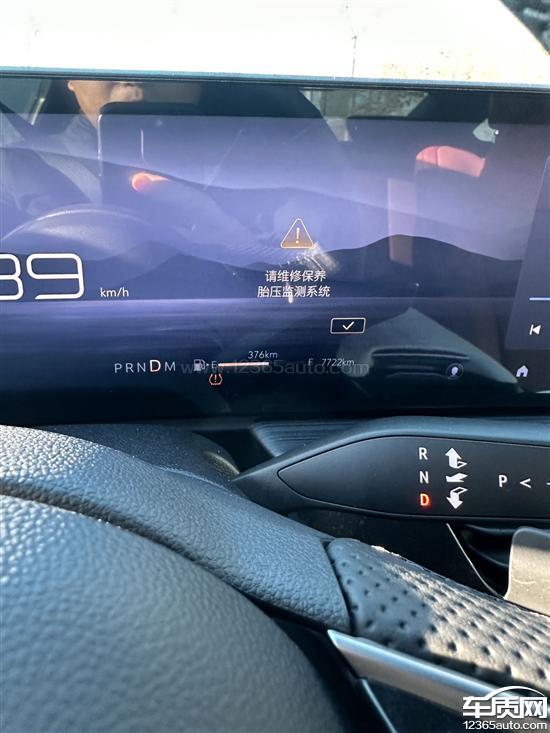 请维修保养
胎压监测系统
39 km/h
376km
PRNDM E F 7722km
www.12365auto.com
R
N P <
D
车质网
12365auto.com